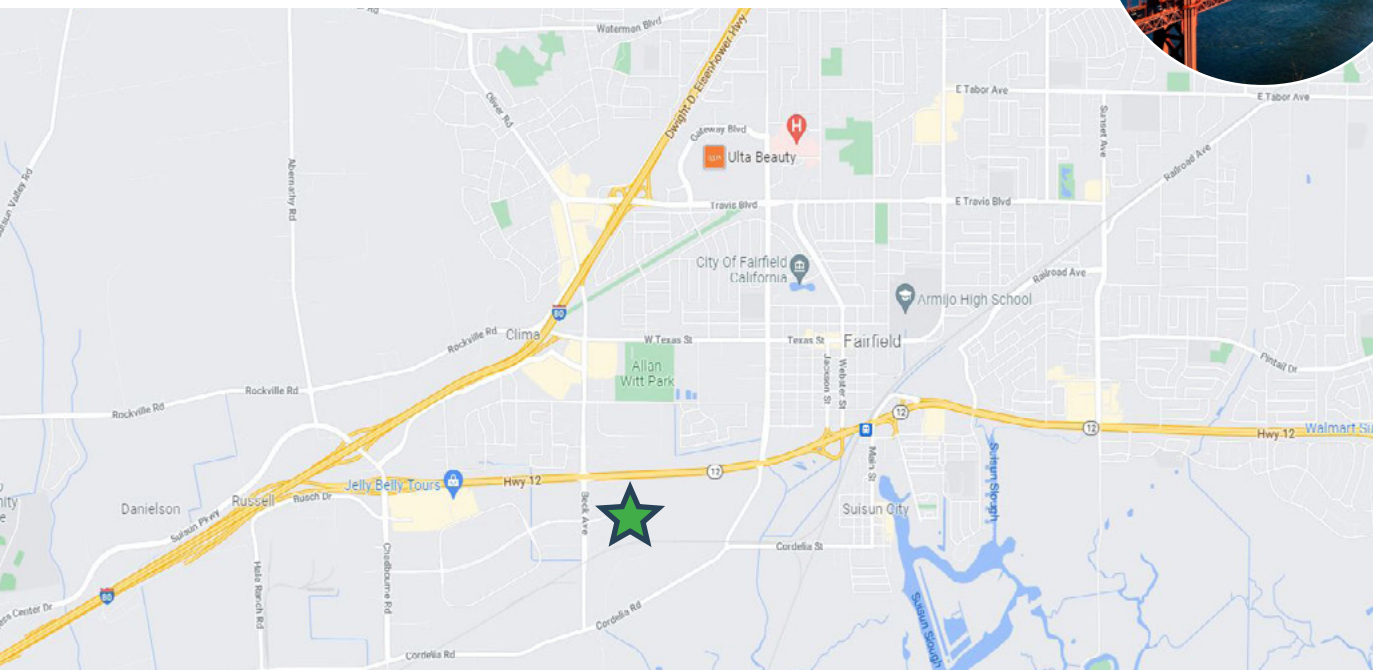 Rd
Waterman Blvd
Dwight D. Eisenhower Hwy
E Tabor Ave
E Tabor Ave
Oliver Rd
Gateway Blvd
H
Ulta Beauty
Sunset Ave
Railroad Ave
Abernathy Rd
Travis Blvd
E Travis Blvd
City Of Fairfield
California
Railroad Ave
Armijo High School
80
Rockville Rd
Clima
W Texas St
Texas St
Fairfield
Allan
Witt Park
Jackson St
Webster St
Pintail Dr
Rockville Rd
Rockville Rd
12
12
Hwy 12
Walmart Su
Main St
12
Jelly Belly Tours
Hwy 12
Suisun Slough
Danielson
Russell
Busch Dr
Beck Ave
Suisun City
Suisun Pkwy
Cordelia St
Chadbourne Rd
Hale Ranch Rd
80
Suisun Slough
Cordelia Rd
Cordelia Rd